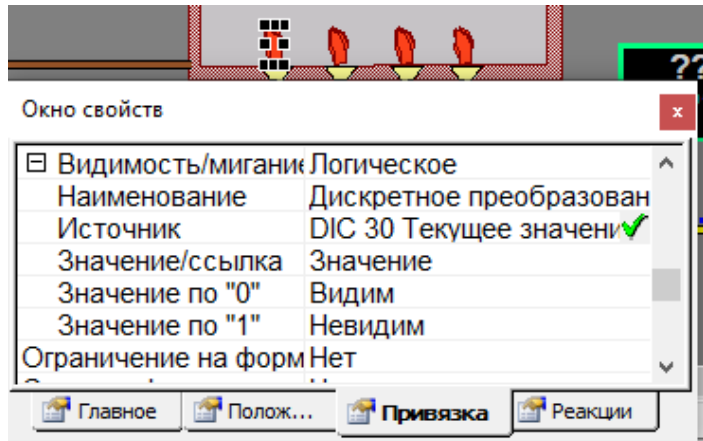 ??
Окно свойств
x
Видимость/мигание Логическое
Наименование Дискретное преобразован
Источник DIC 30 Текущее значени
Значение/ссылка Значение
Значение по "0" Видим
Значение по "1" Невидим
Ограничение на форм Нет
Главное Полож... Привязка Реакции